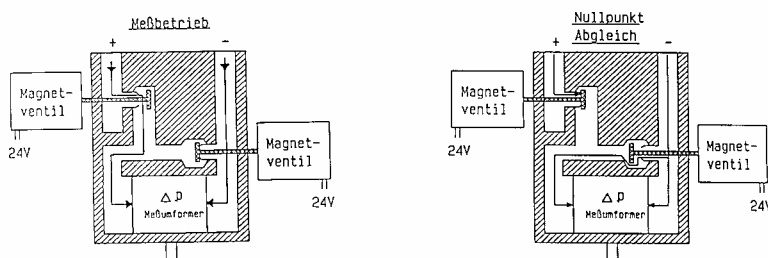 Meßbetrieb
+
-
Magnet-
ventil
24V
Magnet-
ventil
24V
Δp
Meßumformer
Nullpunkt
Abgleich
+
-
Magnet-
ventil
24V
Magnet-
ventil
24V
Δp
Meßumformer